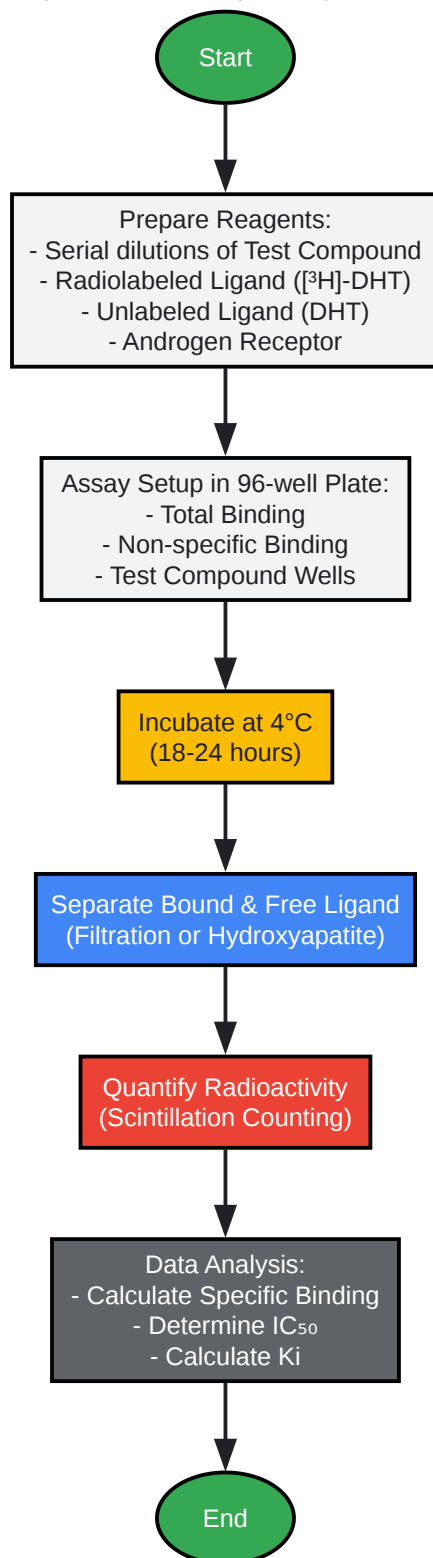 Start
Prepare Reagents:
- Serial dilutions of Test Compound
- Radiolabeled Ligand ([³H]-DHT)
- Unlabeled Ligand (DHT)
- Androgen Receptor
Assay Setup in 96-well Plate:
- Total Binding
- Non-specific Binding
- Test Compound Wells
Incubate at 4°C
(18-24 hours)
Separate Bound & Free Ligand
(Filtration or Hydroxyapatite)
Quantify Radioactivity
(Scintillation Counting)
Data Analysis:
- Calculate Specific Binding
- Determine IC₅₀
- Calculate Ki
End